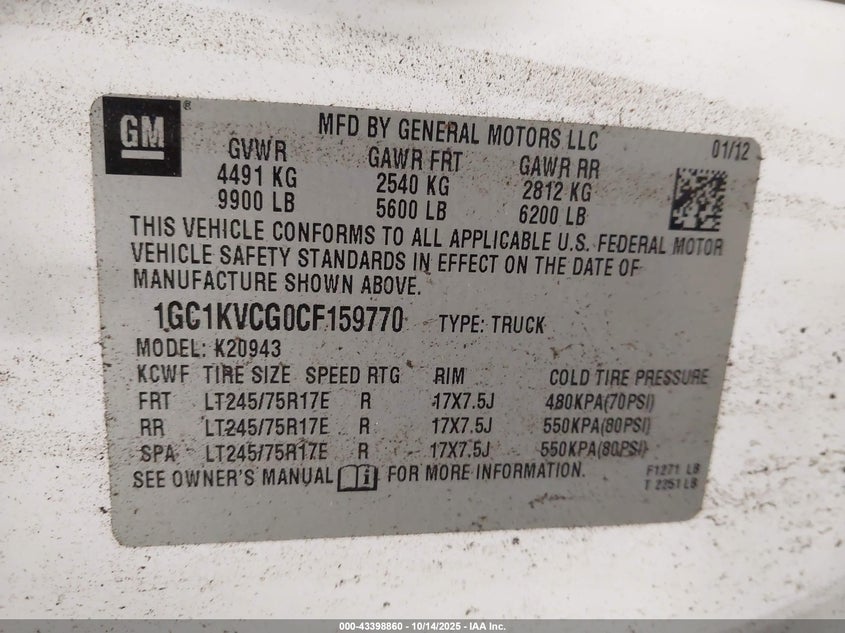 GM®
MFD BY GENERAL MOTORS LLC
01/12
GVWR GAWR FRT GAWR RR
4491 KG 2540 KG 2812 KG
9900 LB 5600 LB 6200 LB
THIS VEHICLE CONFORMS TO ALL APPLICABLE U.S. FEDERAL MOTOR
VEHICLE SAFETY STANDARDS IN EFFECT ON THE DATE OF
MANUFACTURE SHOWN ABOVE.
1GC1KVCG0CF159770 TYPE: TRUCK
MODEL: K20943
KCWF TIRE SIZE SPEED RTG RIM COLD TIRE PRESSURE
FRT LT245/75R17E R 17X7.5J 480KPA(70PSI)
RR LT245/75R17E R 17X7.5J 550KPA(80PSI)
SPA LT245/75R17E R 17X7.5J 550KPA(80PSI)
SEE OWNER'S MANUAL FOR MORE INFORMATION.
F1271 LB
T 2251 LB
000-43398860 - 10/14/2025 - IAA Inc.